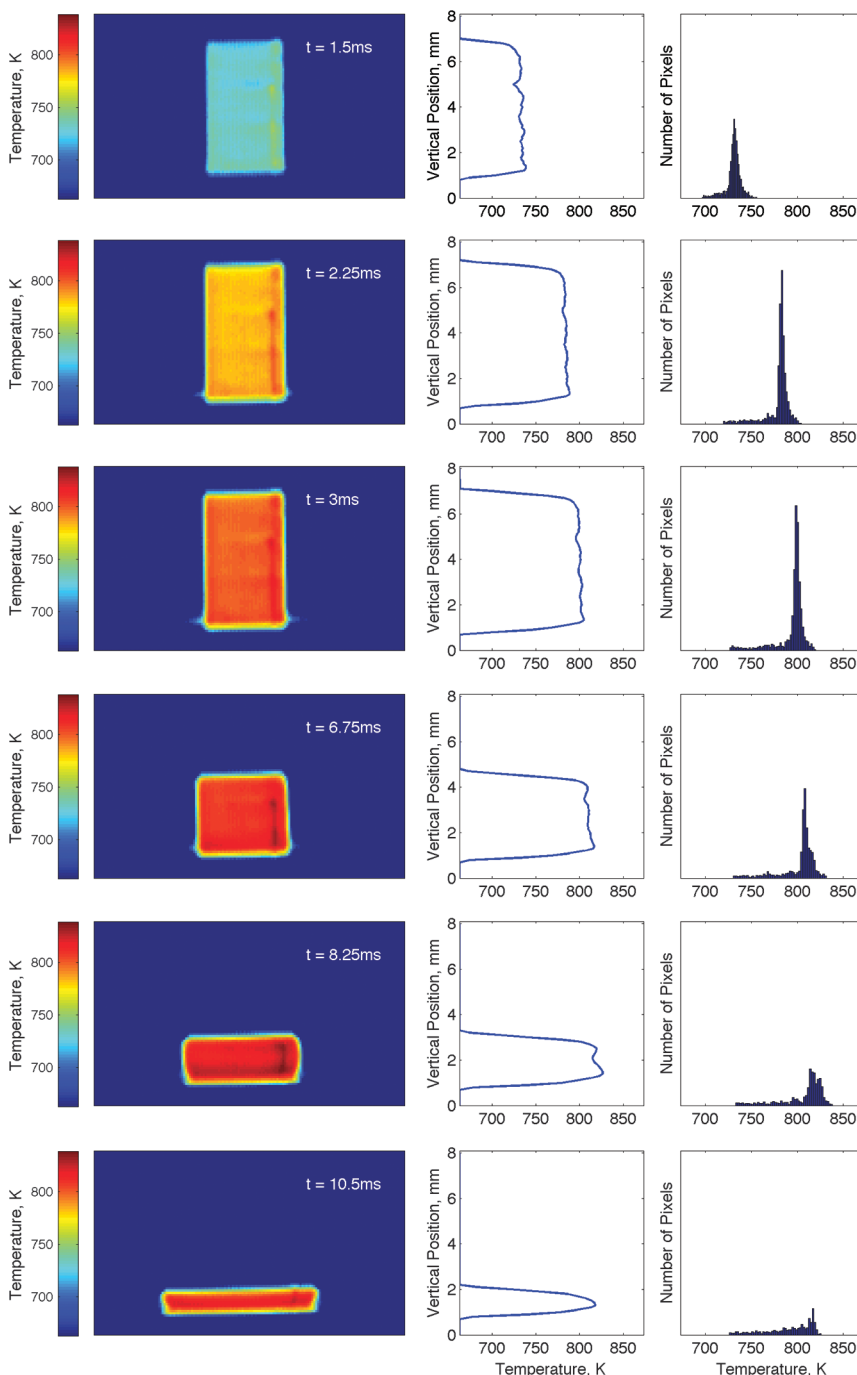 Temperature, K
800
750
700
t = 1.5ms
Vertical Position, mm
8
6
4
2
0
700 750 800 850
Number of Pixels
700 750 800 850
Temperature, K
800
750
700
t = 2.25ms
Vertical Position, mm
8
6
4
2
0
700 750 800 850
Number of Pixels
700 750 800 850
Temperature, K
800
750
700
t = 3ms
Vertical Position, mm
8
6
4
2
0
700 750 800 850
Number of Pixels
700 750 800 850
Temperature, K
800
750
700
t = 6.75ms
Vertical Position, mm
8
6
4
2
0
700 750 800 850
Number of Pixels
700 750 800 850
Temperature, K
800
750
700
t = 8.25ms
Vertical Position, mm
8
6
4
2
0
700 750 800 850
Number of Pixels
700 750 800 850
Temperature, K
800
750
700
t = 10.5ms
Vertical Position, mm
8
6
4
2
0
700 750 800 850
Temperature, K
Number of Pixels
700 750 800 850
Temperature, K